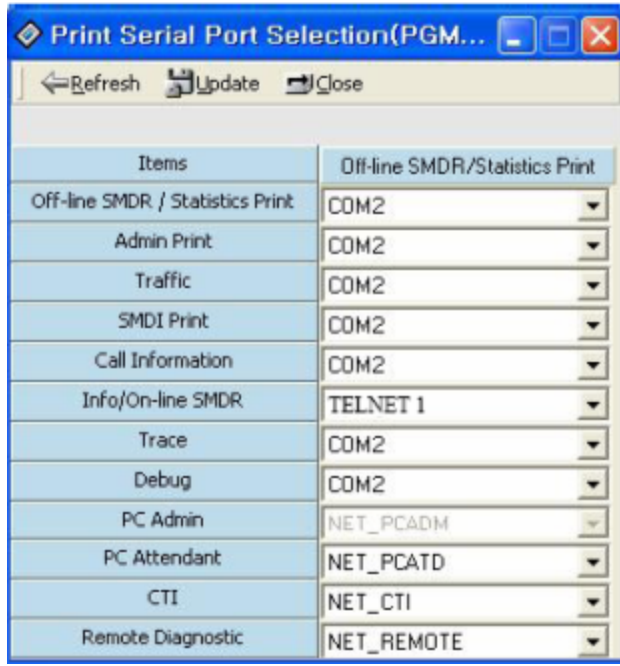 Print Serial Port Selection(PGM...
Refresh Update Close
Items Off-line SMDR/Statistics Print
Off-line SMDR / Statistics Print COM2
Admin Print COM2
Traffic COM2
SMDI Print COM2
Call Information COM2
Info/On-line SMDR TELNET 1
Trace COM2
Debug COM2
PC Admin NET_PCADM
PC Attendant NET_PCATD
CTI NET_CTI
Remote Diagnostic NET_REMOTE